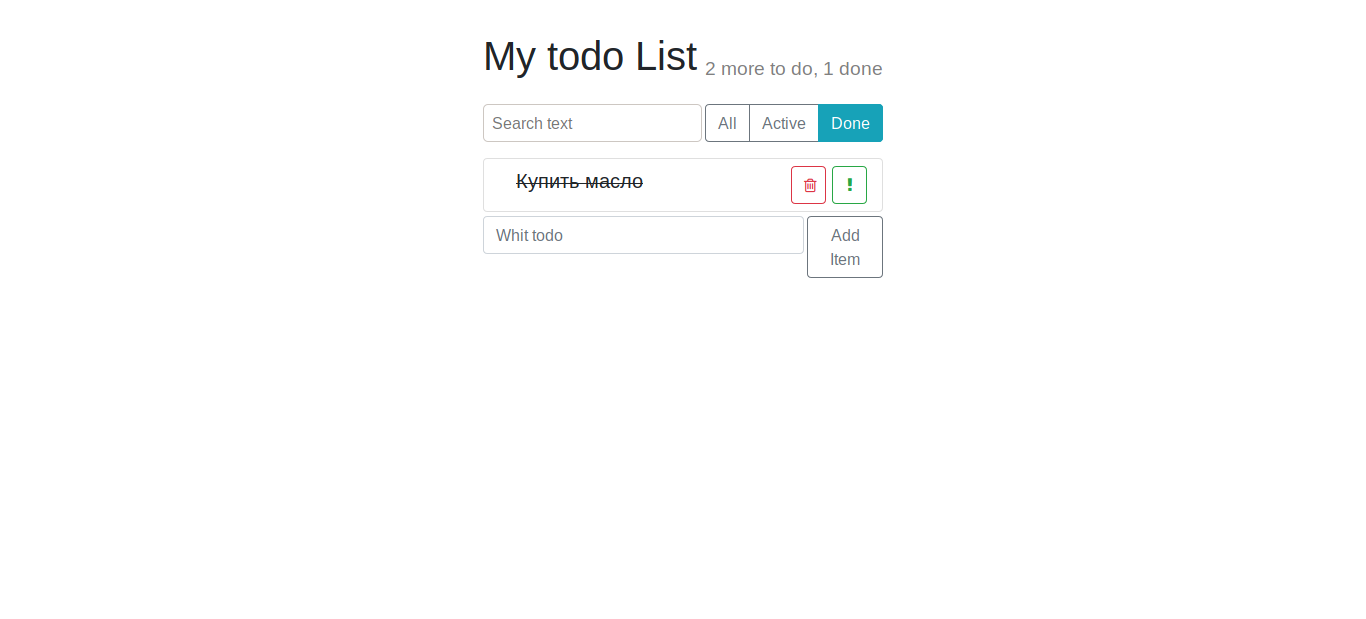 My todo List 2 more to do, 1 done
Search text All Active Done
Купить масло
Whit todo Add
Item